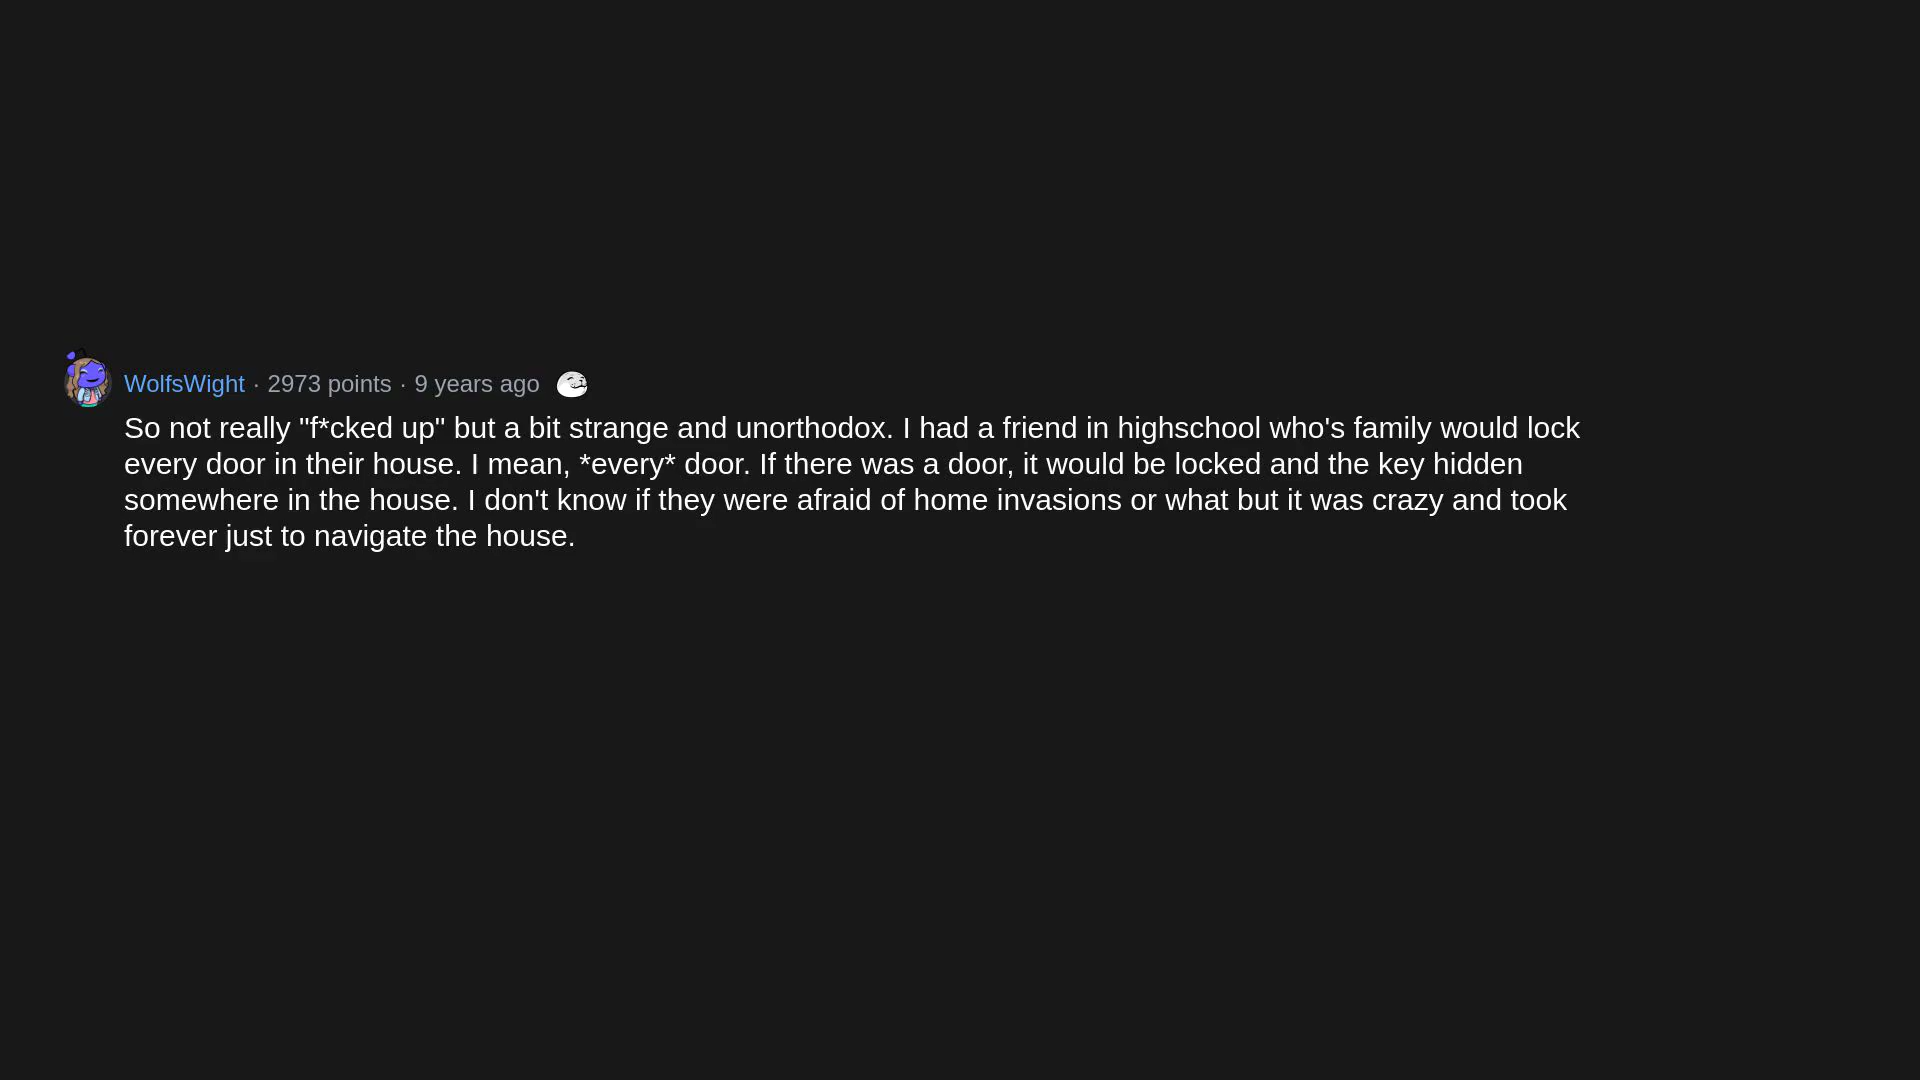 WolfsWight · 2973 points · 9 years ago
So not really "f*cked up" but a bit strange and unorthodox. I had a friend in highschool who's family would lock
every door in their house. I mean, *every* door. If there was a door, it would be locked and the key hidden
somewhere in the house. I don't know if they were afraid of home invasions or what but it was crazy and took
forever just to navigate the house.